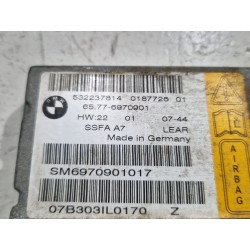 532237614 0187726 01
65.77-6970901
HW:22 01 07-44
SSFA A7 LEAR
Made in Germany
SM6970901017
07B303IL0170 Z
AIRBAG